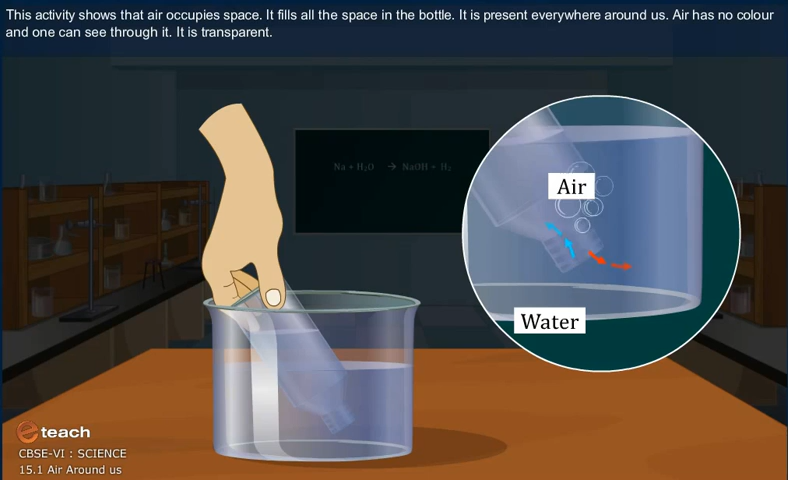 This activity shows that air occupies space. It fills all the space in the bottle. It is present everywhere around us. Air has no colour
and one can see through it. It is transparent.
Na + H₂O → NaOH + H₂
Air
Water
e teach
CBSE-VI : SCIENCE
15.1 Air Around us